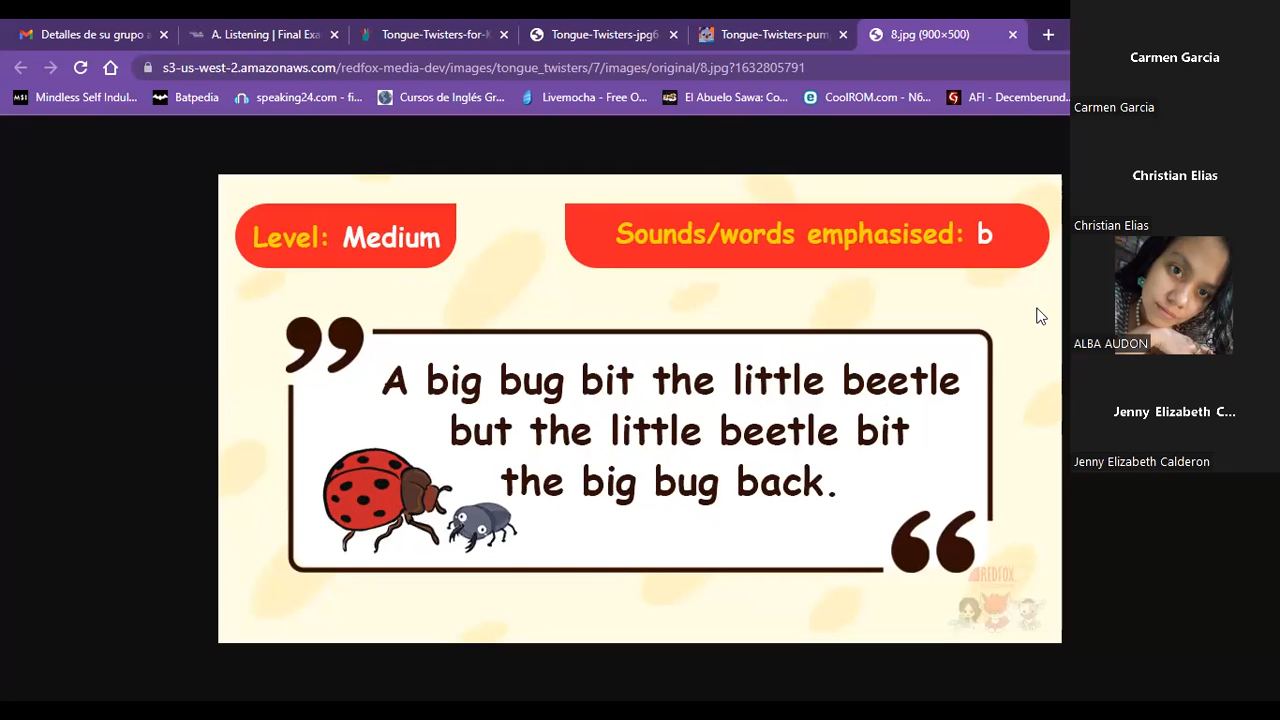 Detalles de su grupo a
A. Listening | Final Exa
Tongue-Twisters-for-K
Tongue-Twisters-jpg6
Tongue-Twisters-pum
8.jpg (900×500)
s3-us-west-2.amazonaws.com/redfox-media-dev/images/tongue_twisters/7/images/original/8.jpg?1632805791
MSI Mindless Self Indul...
Batpedia
speaking24.com - fi...
Cursos de Inglés Gr...
Livemocha - Free O...
El Abuelo Sawa: Co...
CoolROM.com - N6...
AFI - Decemberund
Level: Medium
Sounds/words emphasised: b
A big bug bit the little beetle
but the little beetle bit
the big bug back.
REDFOX
Carmen Garcia
Carmen Garcia
Christian Elias
Christian Elias
ALBA AUDON
Jenny Elizabeth C...
Jenny Elizabeth Calderon